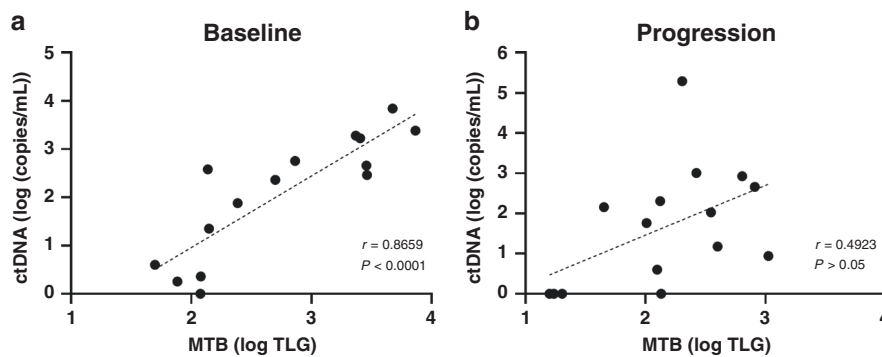 a
Baseline
ctDNA (log (copies/mL))
5
4
3
2
1
0
r = 0.8659
P < 0.0001
1
2
3
4
MTB (log TLG)
b
Progression
ctDNA (log (copies/mL))
6
5
4
3
2
1
0
r = 0.4923
P > 0.05
1
2
3
4
MTB (log TLG)